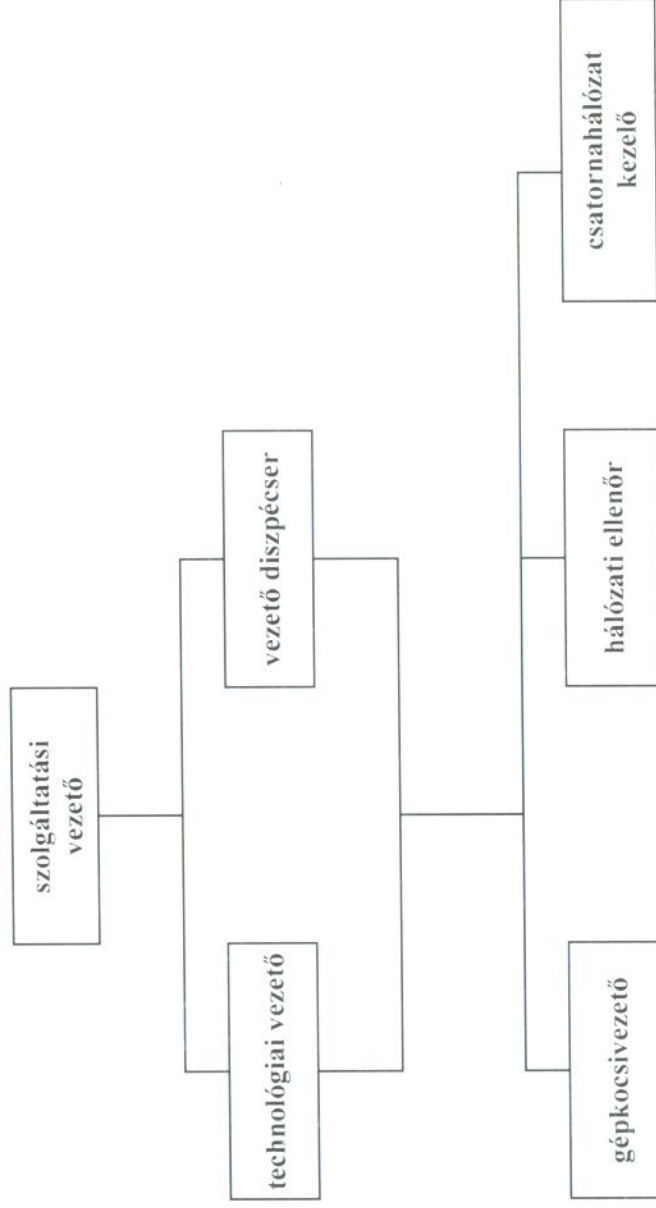 szolgáltatási
vezető
technológiai vezető
vezető diszpécser
gépkocsivezető
hálózati ellenőr
csatornahálózat
kezelő